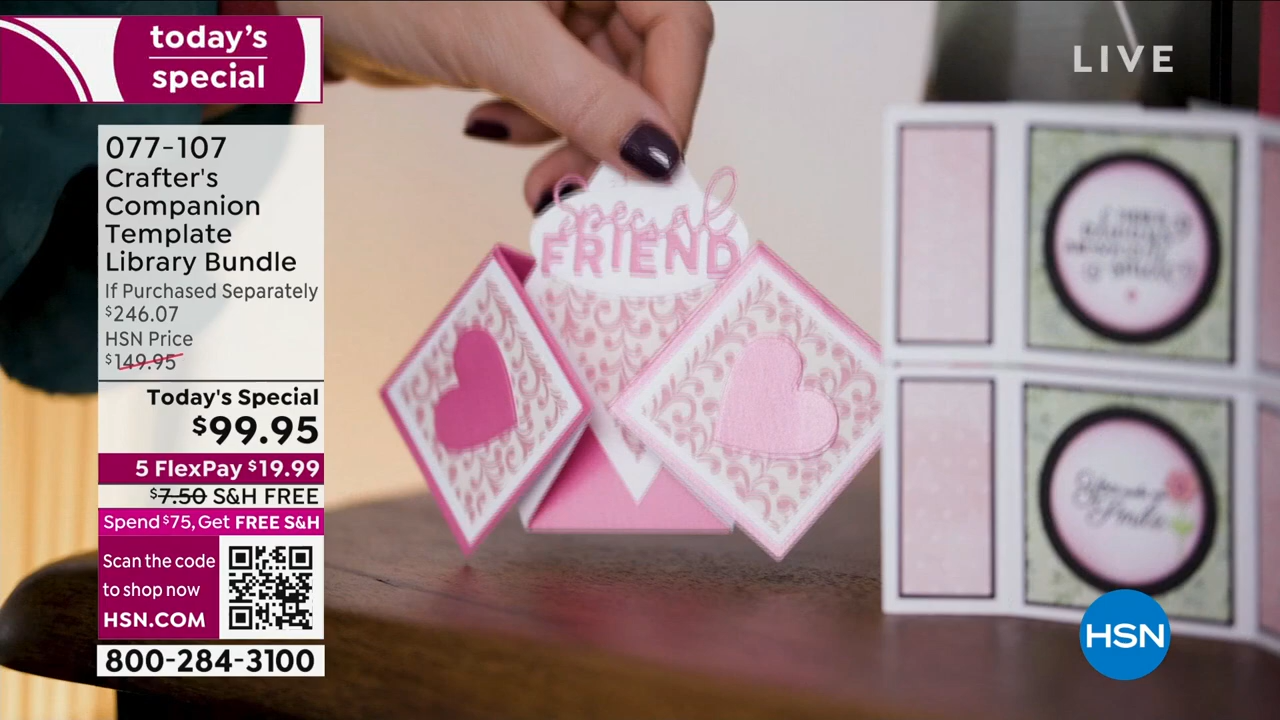 today's
special
LIVE
077-107
Crafter's
Companion
Template
Library Bundle
If Purchased Separately
$246.07
HSN Price
$149.95
Today's Special
$99.95
5 FlexPay $19.99
$7.50 S&H FREE
Spend $75, Get FREE S&H
Scan the code
to shop now
HSN.COM
800-284-3100
Special
FRIEND
HSN